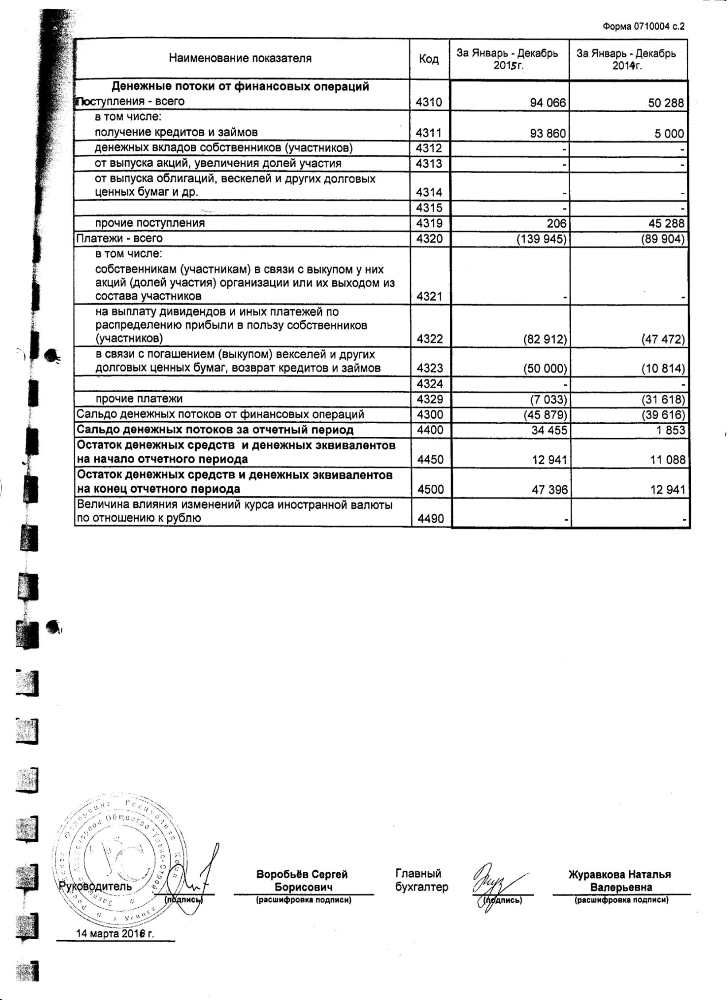 Форма 0710004 с.2
Наименование показателя Код За Январь - Декабрь 2015г. За Январь - Декабрь 2014г.
Денежные потоки от финансовых операций
Поступления - всего 4310 94 066 50 288
в том числе:
получение кредитов и займов 4311 93 860 5 000
денежных вкладов собственников (участников) 4312 - -
от выпуска акций, увеличения долей участия 4313 - -
от выпуска облигаций, вескелей и других долговых
ценных бумаг и др. 4314 - -
4315 - -
прочие поступления 4319 206 45 288
Платежи - всего 4320 (139 945) (89 904)
в том числе:
собственникам (участникам) в связи с выкупом у них
акций (долей участия) организации или их выходом из
состава участников 4321 - -
на выплату дивидендов и иных платежей по
распределению прибыли в пользу собственников
(участников) 4322 (82 912) (47 472)
в связи с погашением (выкупом) векселей и других
долговых ценных бумаг, возврат кредитов и займов 4323 (50 000) (10 814)
4324 - -
прочие платежи 4329 (7 033) (31 618)
Сальдо денежных потоков от финансовых операций 4300 (45 879) (39 616)
Сальдо денежных потоков за отчетный период 4400 34 455 1 853
Остаток денежных средств и денежных эквивалентов
на начало отчетного периода 4450 12 941 11 088
Остаток денежных средств и денежных эквивалентов
на конец отчетного периода 4500 47 396 12 941
Величина влияния изменений курса иностранной валюты
по отношению к рублю 4490 - -
Российская Федерация Республика Коми
Закрытое Акционерное Общество "Транс-Строй"
г Усинск
Руководитель
(подпись)
Воробьёв Сергей
Борисович
(расшифровка подписи)
Главный
бухгалтер
(подпись)
Журавкова Наталья
Валерьевна
(расшифровка подписи)
14 марта 2016 г.